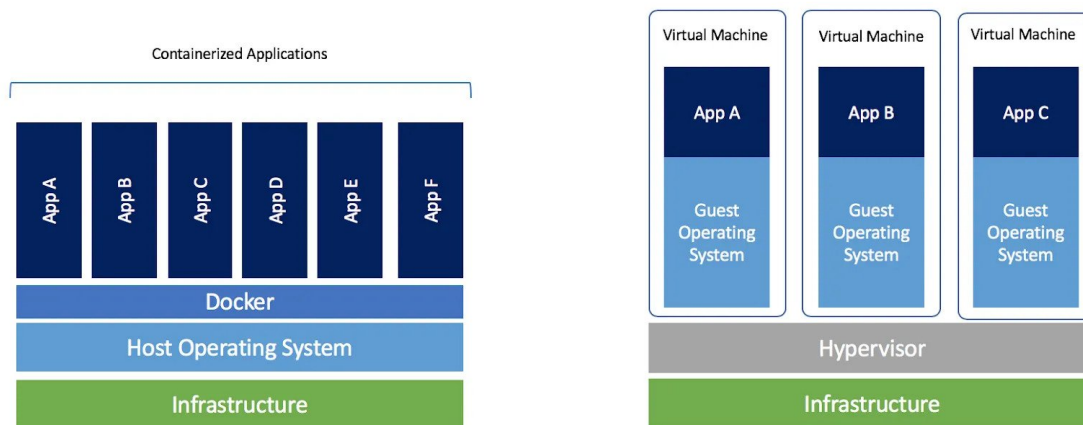 Containerized Applications
App A
App B
App C
App D
App E
App F
Docker
Host Operating System
Infrastructure
Virtual Machine
App A
Guest
Operating
System
Virtual Machine
App B
Guest
Operating
System
Virtual Machine
App C
Guest
Operating
System
Hypervisor
Infrastructure